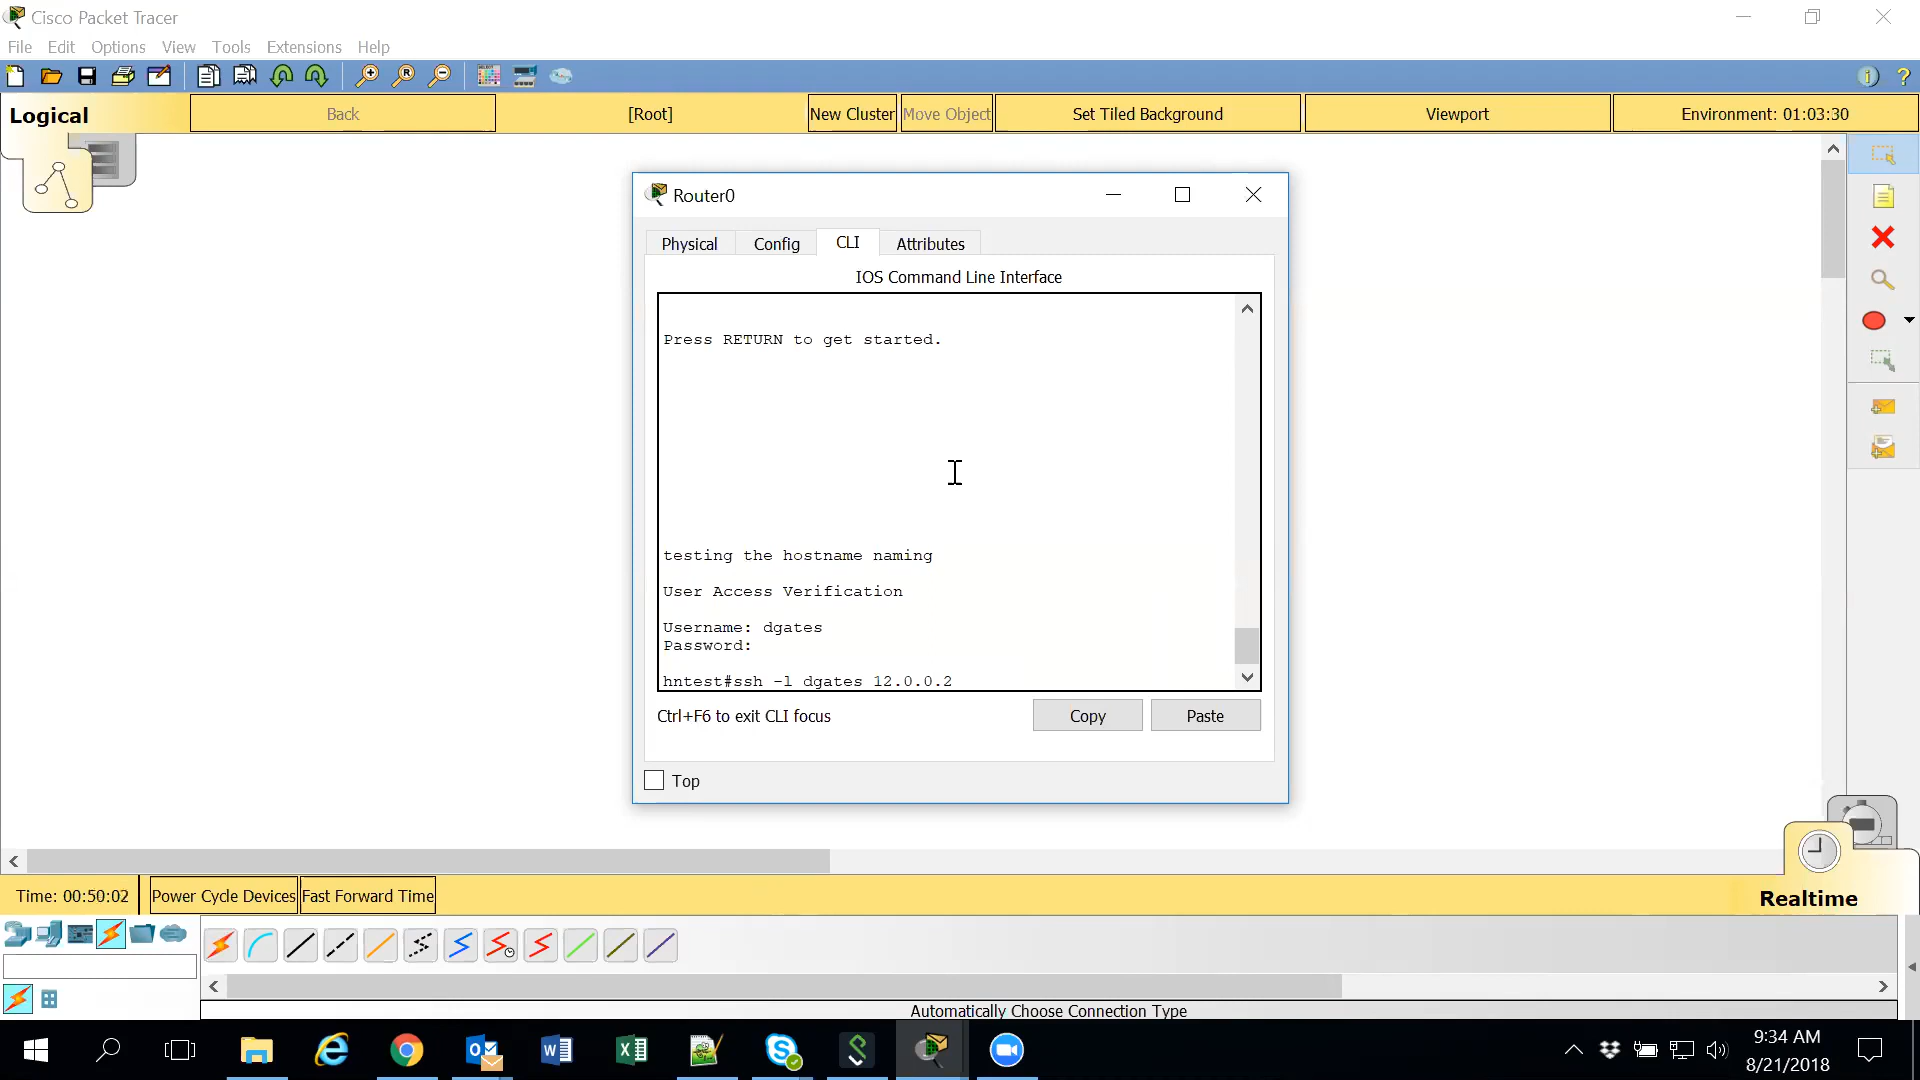 Cisco Packet Tracer
File Edit Options View Tools Extensions Help
Logical Back [Root] New Cluster Move Object Set Tiled Background Viewport Environment: 01:03:30
Router0
Physical Config CLI Attributes
IOS Command Line Interface
Press RETURN to get started.
testing the hostname naming
User Access Verification
Username: dgates
Password:
hntest#ssh -l dgates 12.0.0.2
Ctrl+F6 to exit CLI focus Copy Paste
Top
Time: 00:50:02 Power Cycle Devices Fast Forward Time Realtime
Automatically Choose Connection Type
9:34 AM
8/21/2018